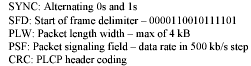 SYNC: Alternating 0s and 1s
SFD: Start of frame delimiter – 0000110010111101
PLW: Packet length width – max of 4 kB
PSF: Packet signaling field – data rate in 500 kb/s step
CRC: PLCP header coding